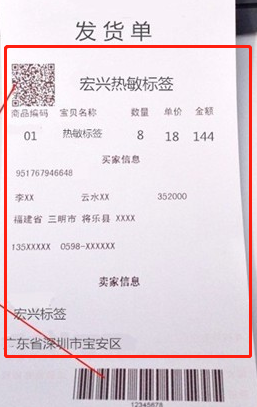 发货单
宏兴热敏标签
商品编码 宝贝名称 数量 单价 金额
01 热敏标签 8 18 144
买家信息
951767946648
李XX 云水XX 352000
福建省 三明市 将乐县 XXXX
135XXXXX 0598-XXXXXX
卖家信息
宏兴标签
广东省深圳市宝安区
12345678